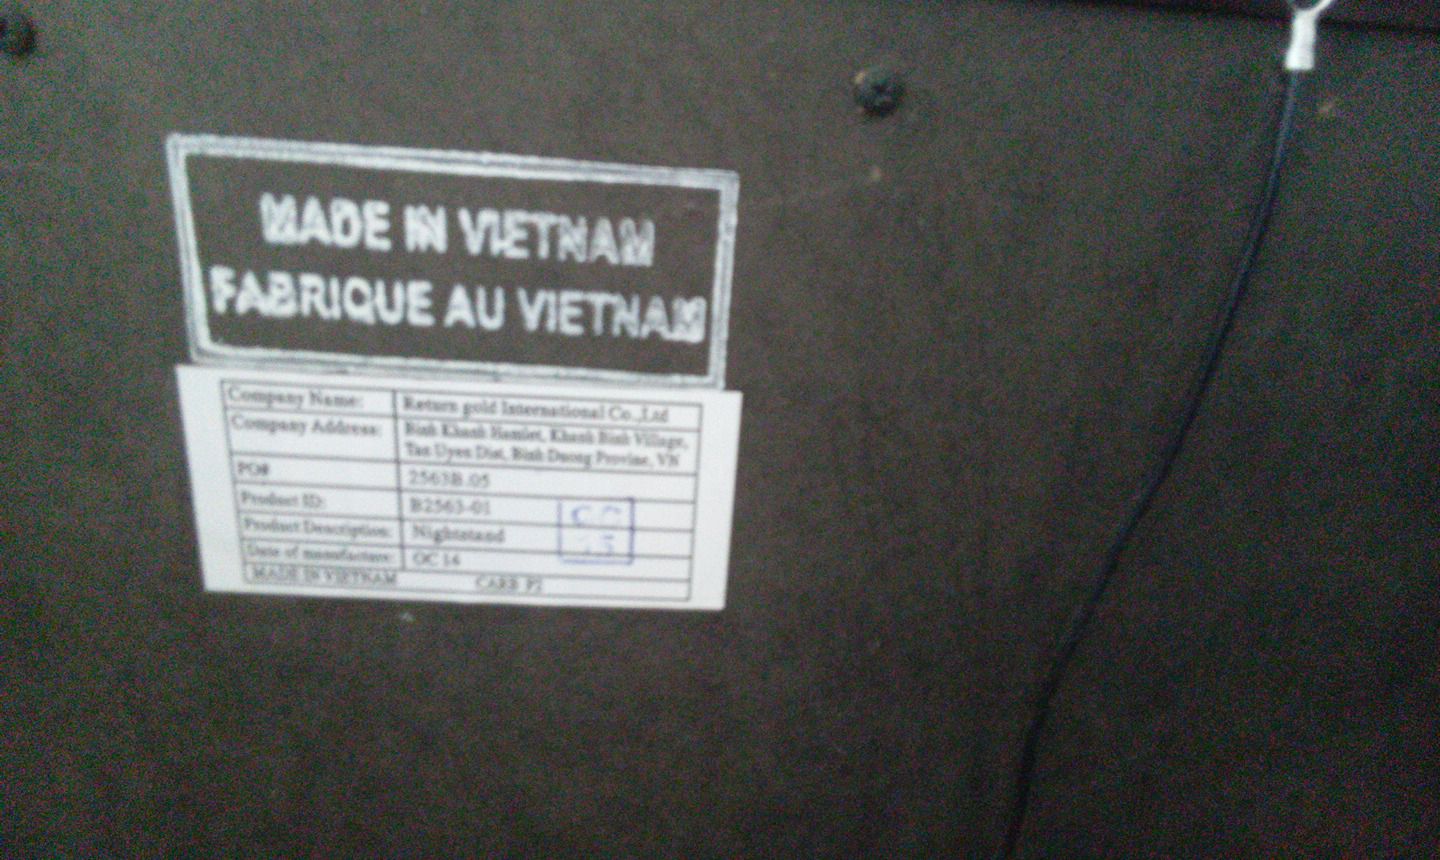 MADE IN VIETNAM
FABRIQUE AU VIETNAM
Company Name: Return gold International Co.,Ltd
Company Address: Binh Khanh Hamlet, Khanh Binh Village,
Tan Uyen Dist, Binh Duong Provine, VN
PO# 2563B.05
Product ID: B2563-01
Product Description: Nightstand
Date of manufacture: OC 14
MADE IN VIETNAM CARB P2